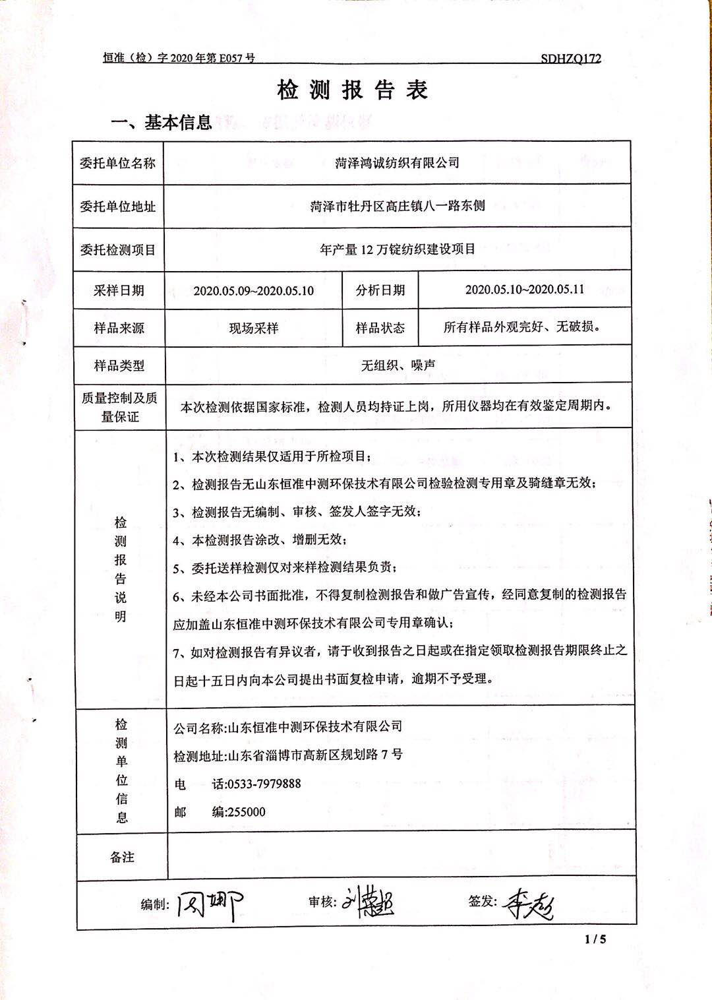 恒准（检）字 2020 年第 E057 号 SDHZQ172
检测报告表
一、基本信息
委托单位名称 菏泽鸿诚纺织有限公司
委托单位地址 菏泽市牡丹区高庄镇八一路东侧
委托检测项目 年产量 12 万锭纺织建设项目
采样日期 2020.05.09~2020.05.10 分析日期 2020.05.10~2020.05.11
样品来源 现场采样 样品状态 所有样品外观完好、无破损。
样品类型 无组织、噪声
质量控制及质
量保证
本次检测依据国家标准，检测人员均持证上岗，所用仪器均在有效鉴定周期内。
检测报告说明
1、本次检测结果仅适用于所检项目；
2、检测报告无山东恒准中测环保技术有限公司检验检测专用章及骑缝章无效；
3、检测报告无编制、审核、签发人签字无效；
4、本检测报告涂改、增删无效；
5、委托送样检测仅对来样检测结果负责；
6、未经本公司书面批准，不得复制检测报告和做广告宣传，经同意复制的检测报告
应加盖山东恒准中测环保技术有限公司专用章确认；
7、如对检测报告有异议者，请于收到报告之日起或在指定领取检测报告期限终止之
日起十五日内向本公司提出书面复检申请，逾期不予受理。
检测单位信息
公司名称:山东恒准中测环保技术有限公司
检测地址:山东省淄博市高新区规划路 7 号
电 话:0533-7979888
邮 编:255000
备注
编制: 周娜 审核: 刘荣超 签发: 李彪
1 / 5